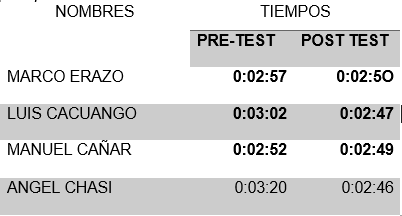 NOMBRES TIEMPOS
PRE-TEST POST TEST
MARCO ERAZO 0:02:57 0:02:5O
LUIS CACUANGO 0:03:02 0:02:47
MANUEL CAÑAR 0:02:52 0:02:49
ANGEL CHASI 0:03:20 0:02:46